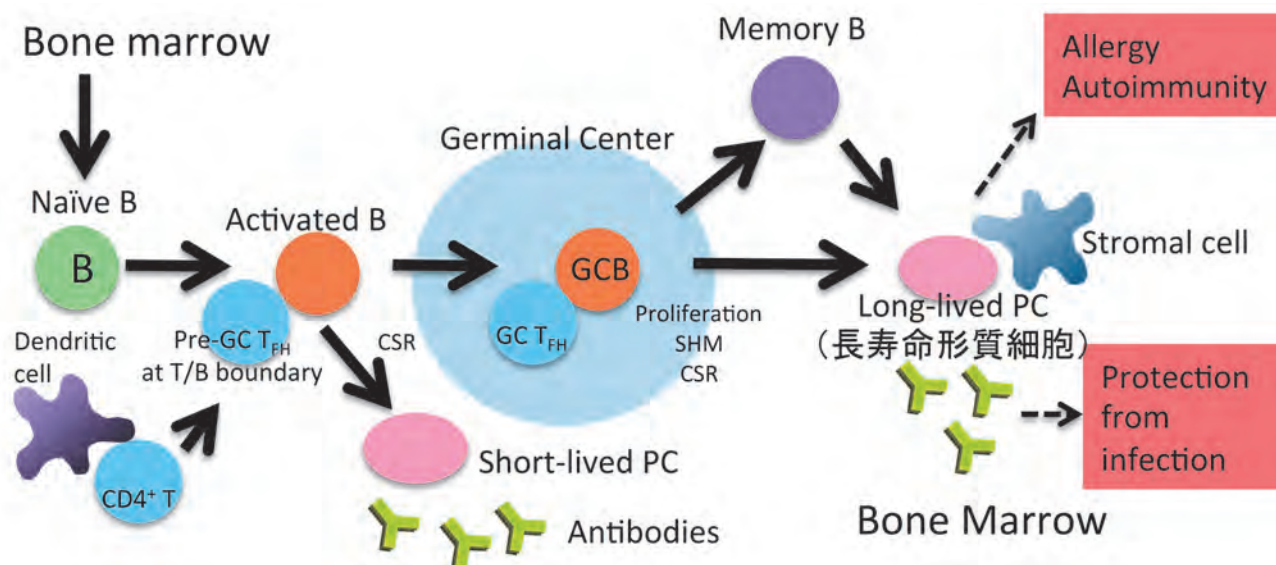 Bone marrow
Naïve B
B
Dendritic
cell
CD4⁺ T
Activated B
Pre-GC TFH
at T/B boundary
CSR
Short-lived PC
Antibodies
Germinal Center
GCB
GC TFH
Proliferation
SHM
CSR
Memory B
Allergy
Autoimmunity
Stromal cell
Long-lived PC
（長寿命形質細胞）
Protection
from
infection
Bone Marrow